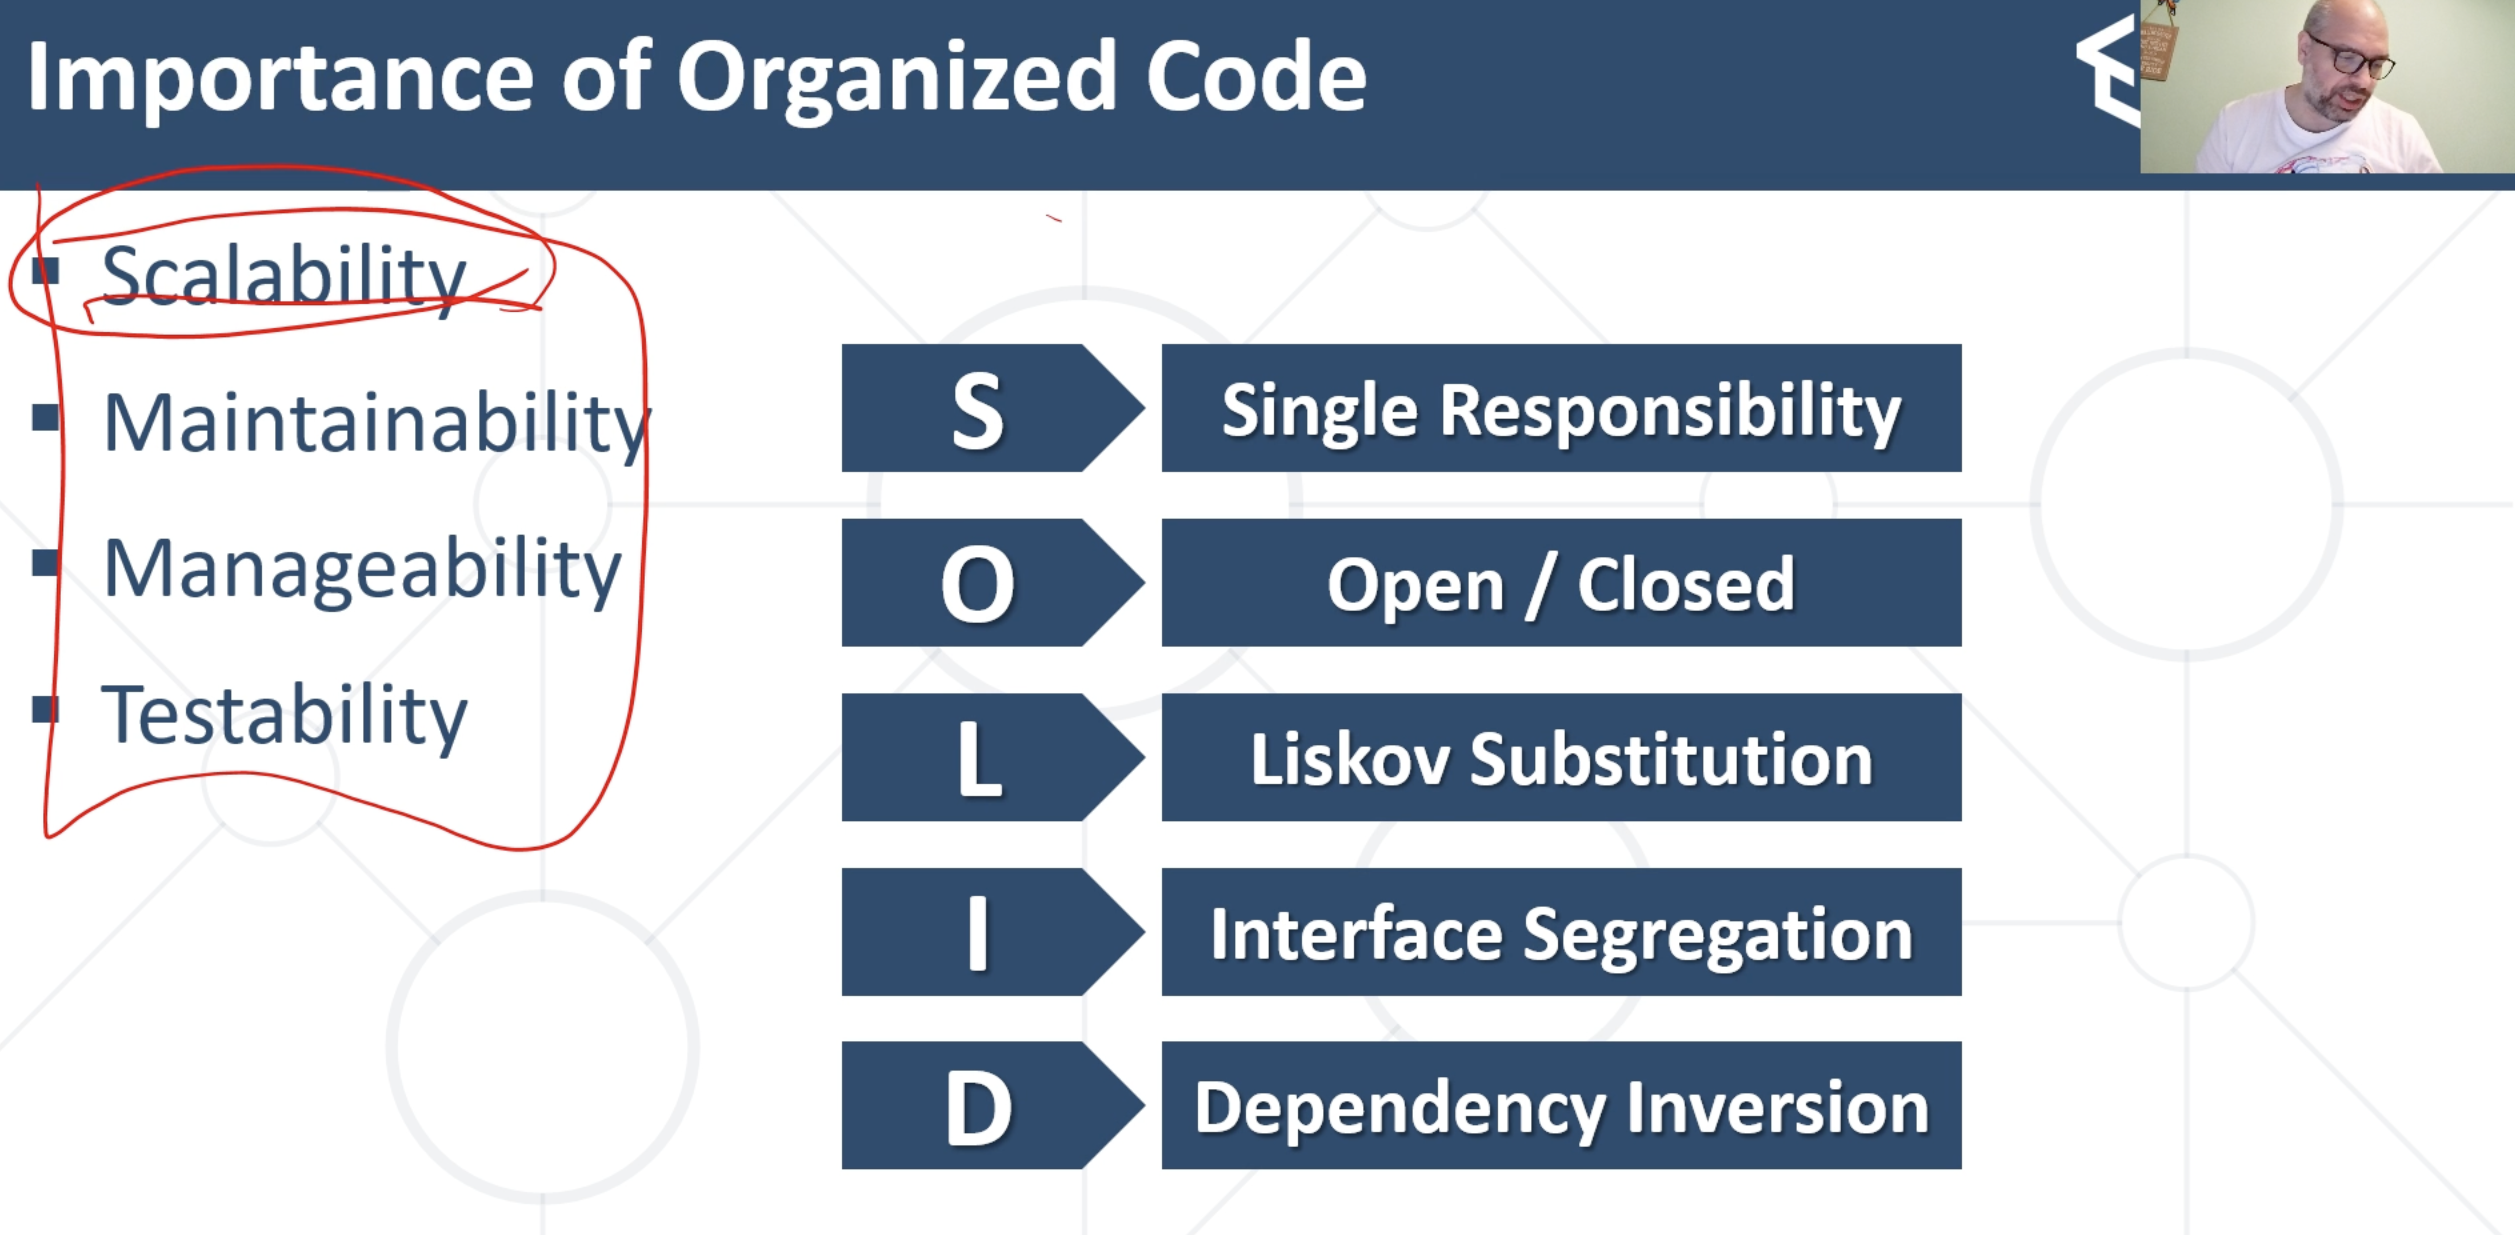 Importance of Organized Code
Scalability
Maintainability
Manageability
Testability
S
Single Responsibility
O
Open / Closed
L
Liskov Substitution
I
Interface Segregation
D
Dependency Inversion